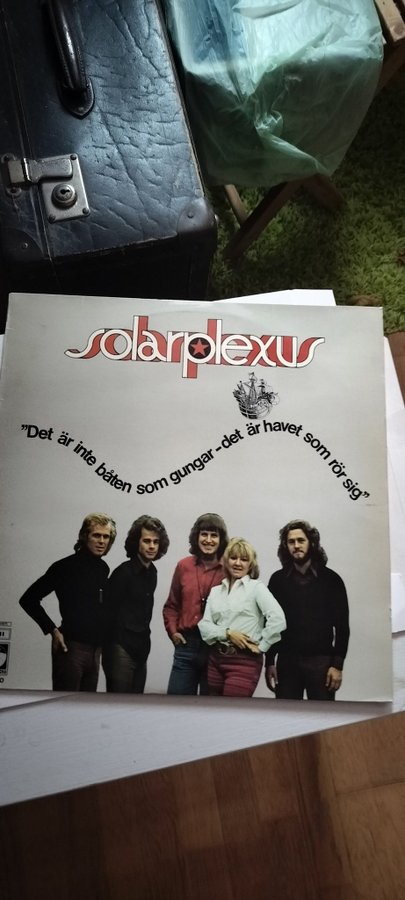 solarplexus
"Det är inte båten som gungar-det är havet som rör sig"